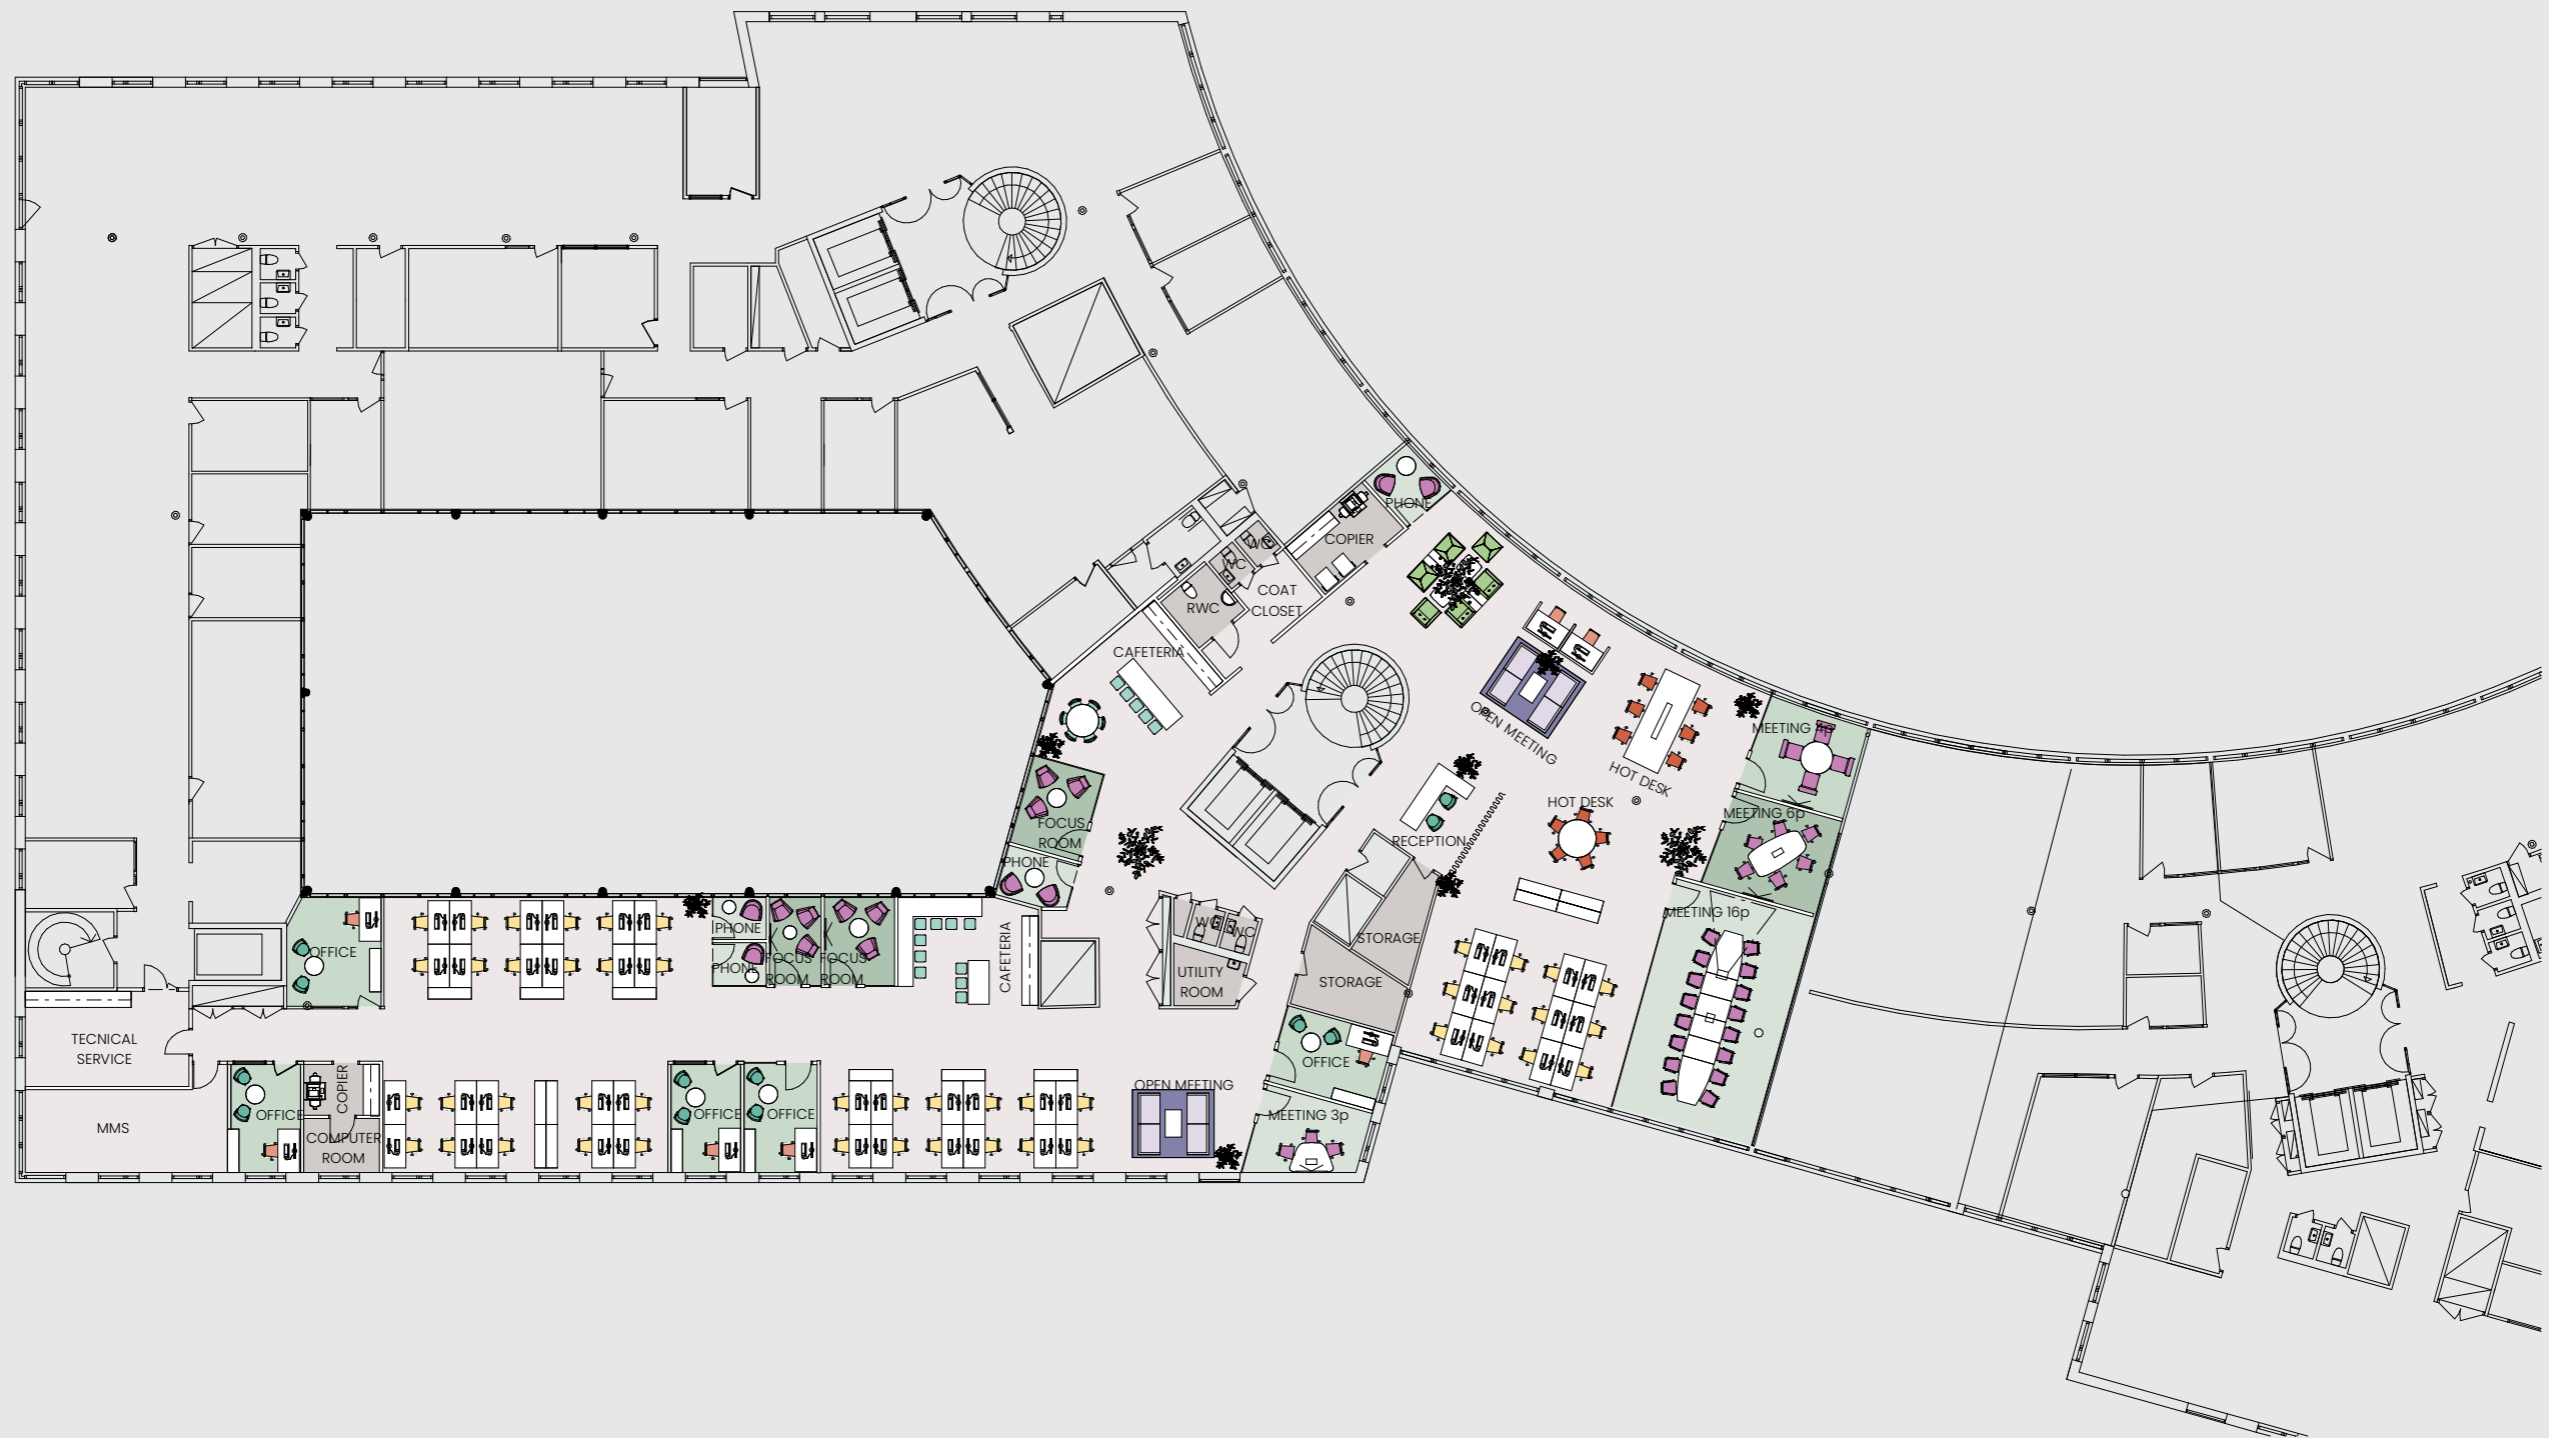 PHONE
COPIER
WC
WC
COAT
CLOSET
RWC
CAFETERIA
OPEN MEETING
MEETING 4p
HOT DESK
HOT DESK
MEETING 6p
FOCUS
ROOM
RECEPTION
PHONE
MEETING 16p
WC
WC
PHONE
PHONE
FOCUS
ROOM
FOCUS
ROOM
OFFICE
CAFETERIA
STORAGE
UTILITY
ROOM
STORAGE
TECNICAL
SERVICE
OFFICE
OPEN MEETING
COPIER
OFFICE
OFFICE
OFFICE
MEETING 3p
MMS
COMPUTER
ROOM